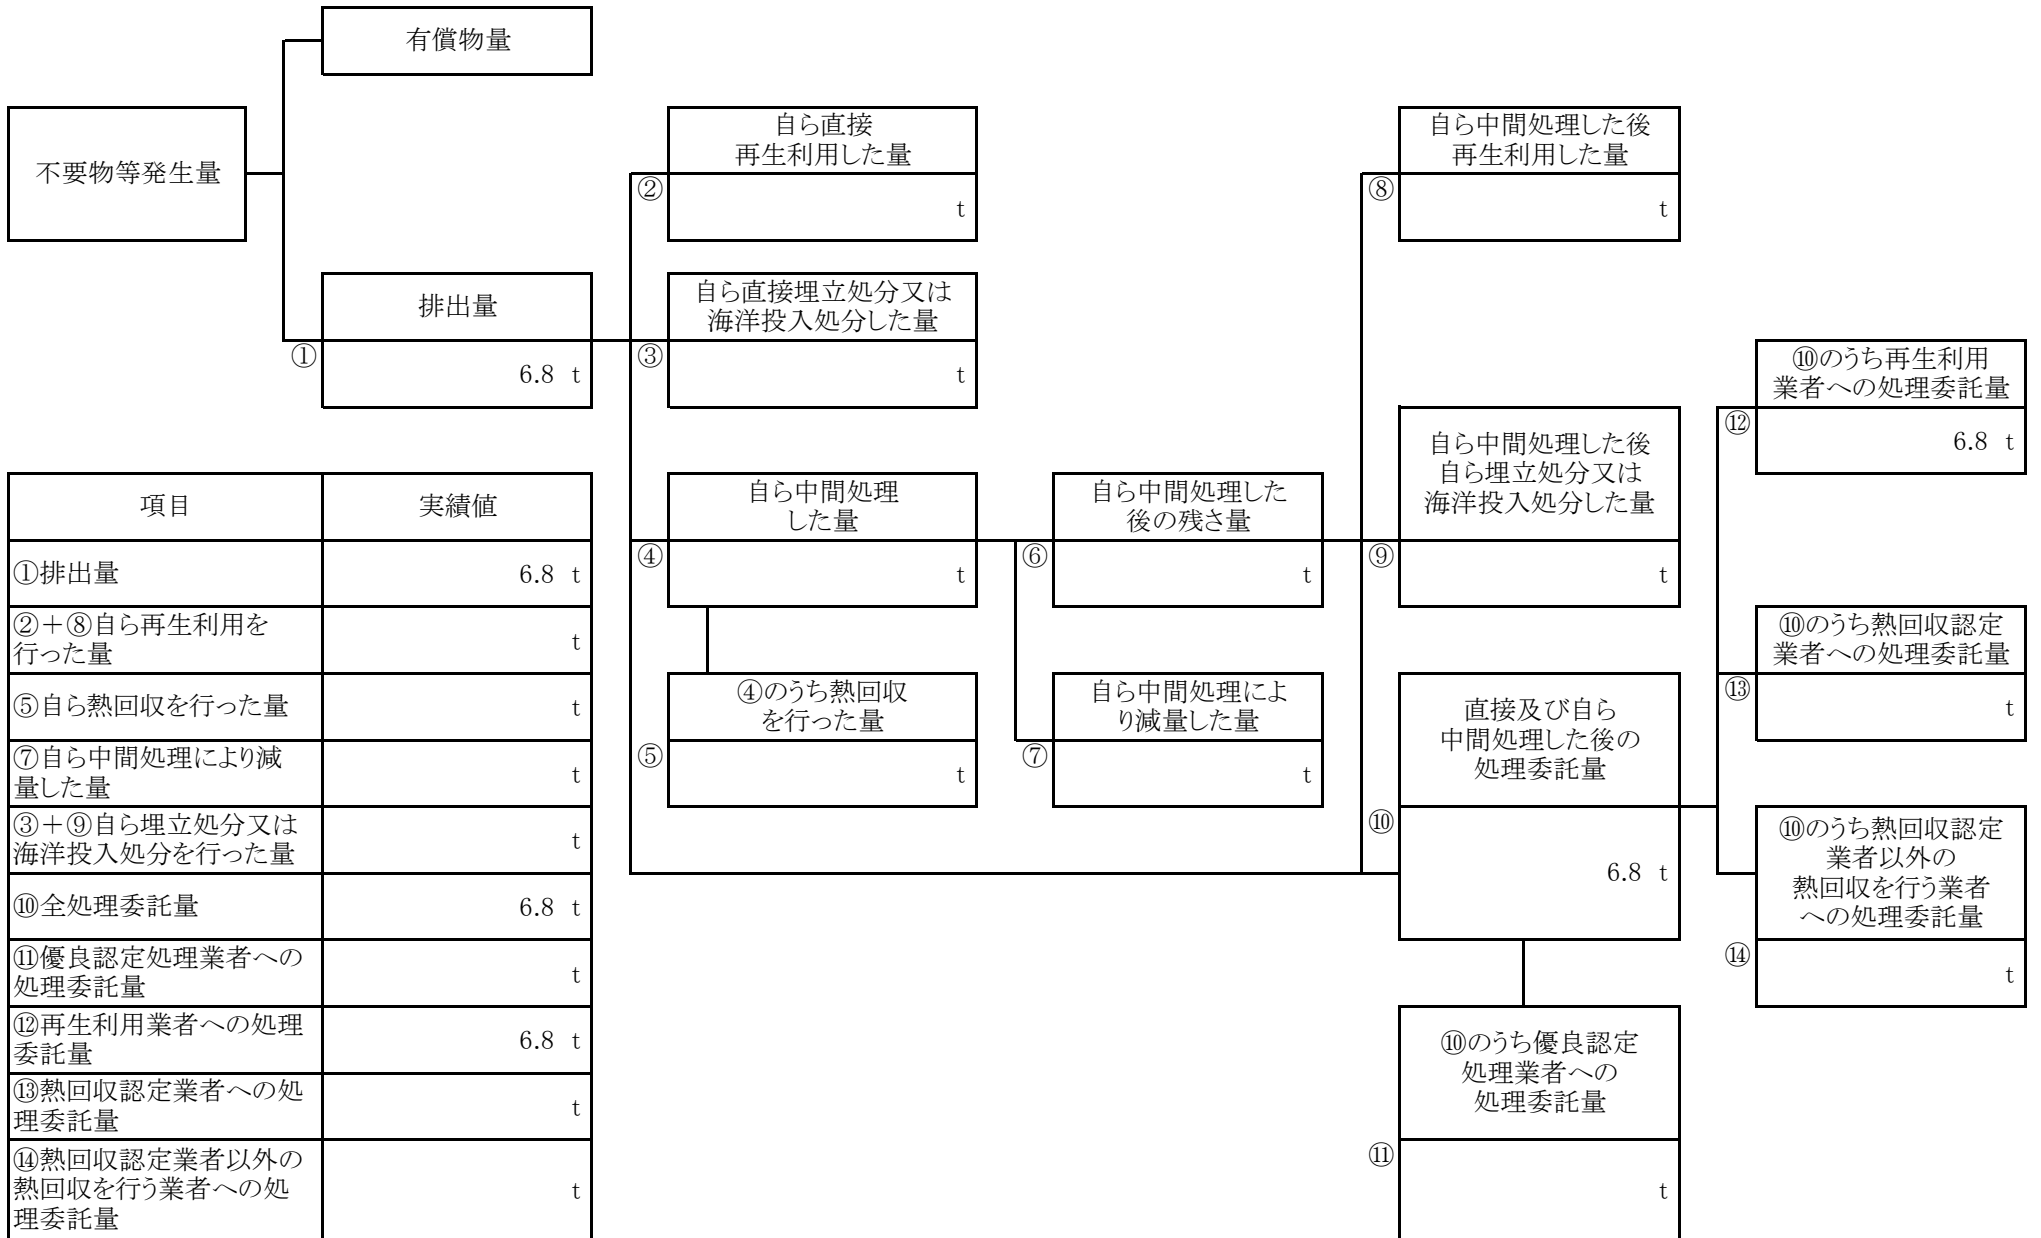 有償物量
不要物等発生量
排出量
①
6.8 t
自ら直接
再生利用した量
②
t
自ら直接埋立処分又は
海洋投入処分した量
③
t
自ら中間処理
した量
④
t
④のうち熱回収
を行った量
⑤
t
自ら中間処理した
後の残さ量
⑥
t
自ら中間処理によ
り減量した量
⑦
t
自ら中間処理した後
再生利用した量
⑧
t
自ら中間処理した後
自ら埋立処分又は
海洋投入処分した量
⑨
t
直接及び自ら
中間処理した後の
処理委託量
⑩
6.8 t
⑩のうち優良認定
処理業者への
処理委託量
⑪
t
⑩のうち再生利用
業者への処理委託量
⑫
6.8 t
⑩のうち熱回収認定
業者への処理委託量
⑬
t
⑩のうち熱回収認定
業者以外の
熱回収を行う業者
への処理委託量
⑭
t
項目 実績値
①排出量 6.8 t
②＋⑧自ら再生利用を
行った量
t
⑤自ら熱回収を行った量 t
⑦自ら中間処理により減
量した量
t
③＋⑨自ら埋立処分又は
海洋投入処分を行った量
t
⑩全処理委託量 6.8 t
⑪優良認定処理業者への
処理委託量
t
⑫再生利用業者への処理
委託量
6.8 t
⑬熱回収認定業者への処
理委託量
t
⑭熱回収認定業者以外の
熱回収を行う業者への処
理委託量
t